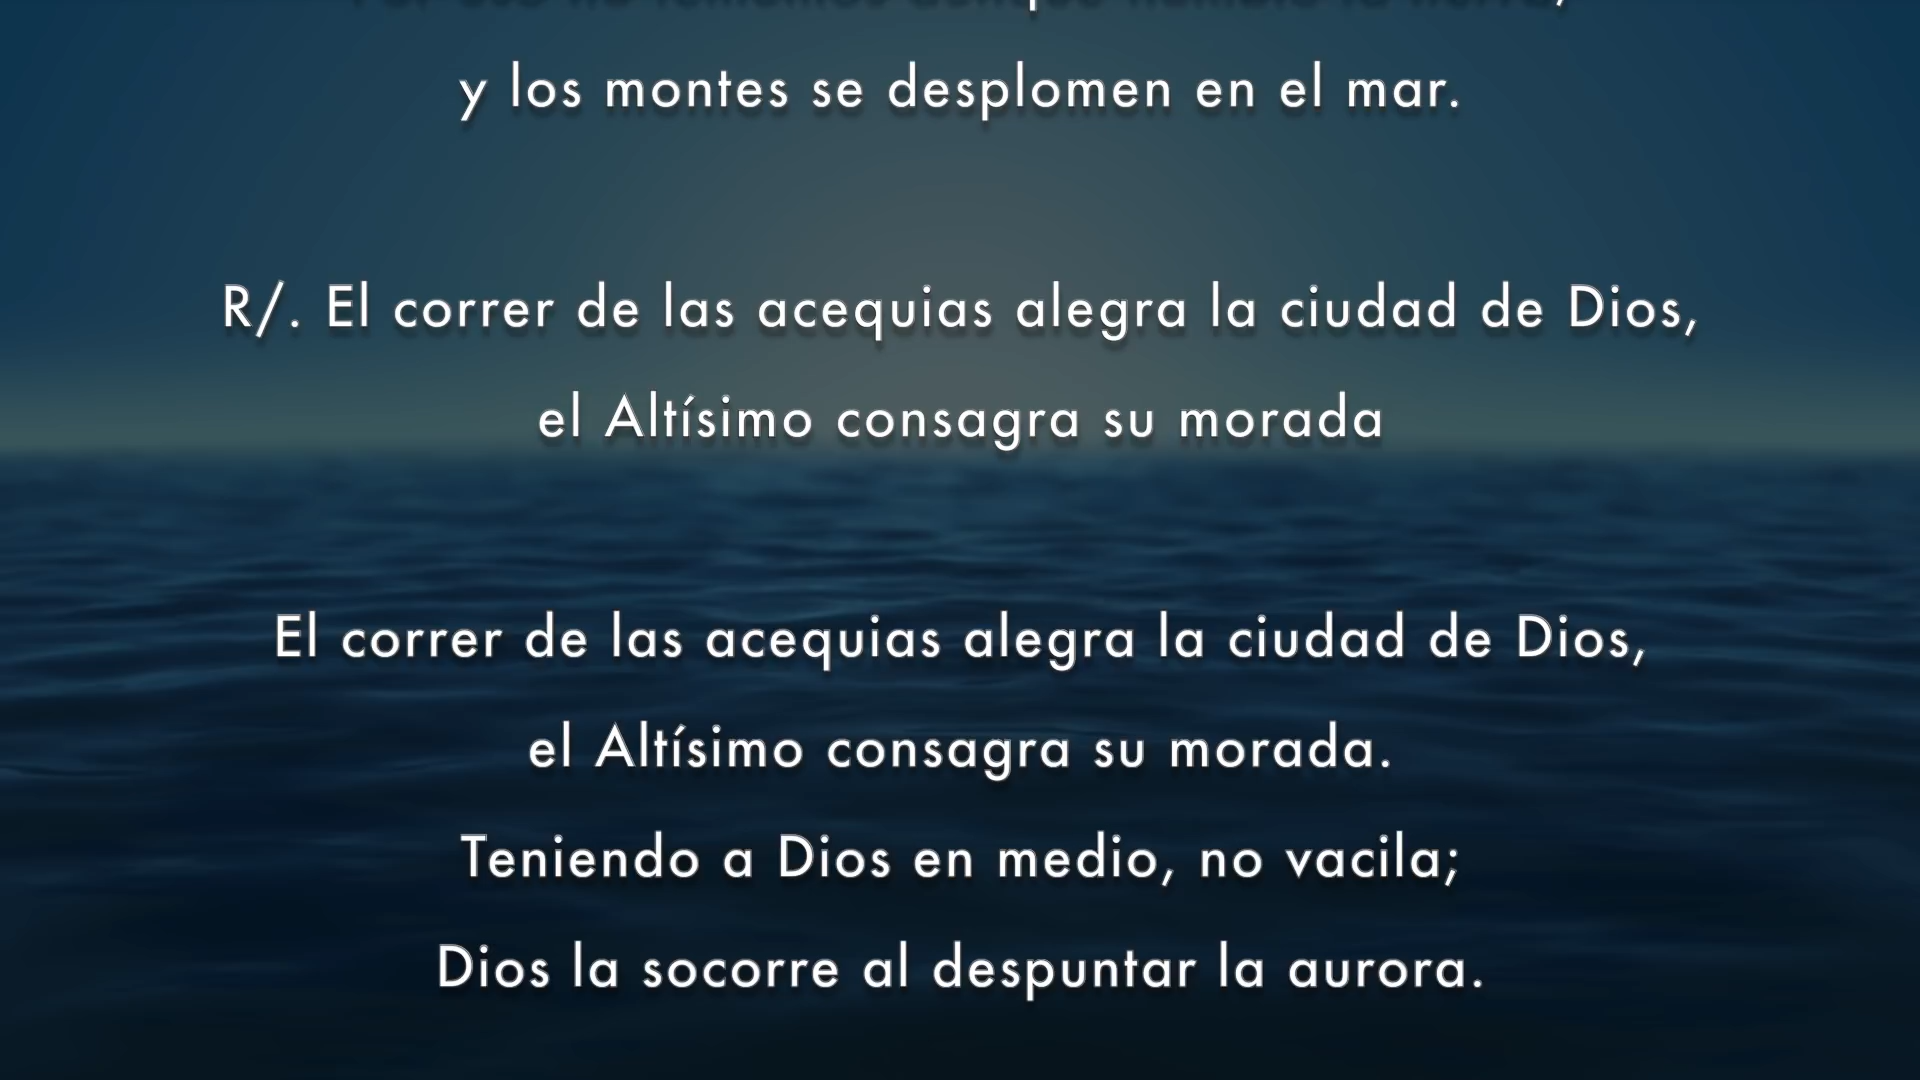 y los montes se desplomen en el mar.
R/. El correr de las acequias alegra la ciudad de Dios,
el Altísimo consagra su morada
El correr de las acequias alegra la ciudad de Dios,
el Altísimo consagra su morada.
Teniendo a Dios en medio, no vacila;
Dios la socorre al despuntar la aurora.